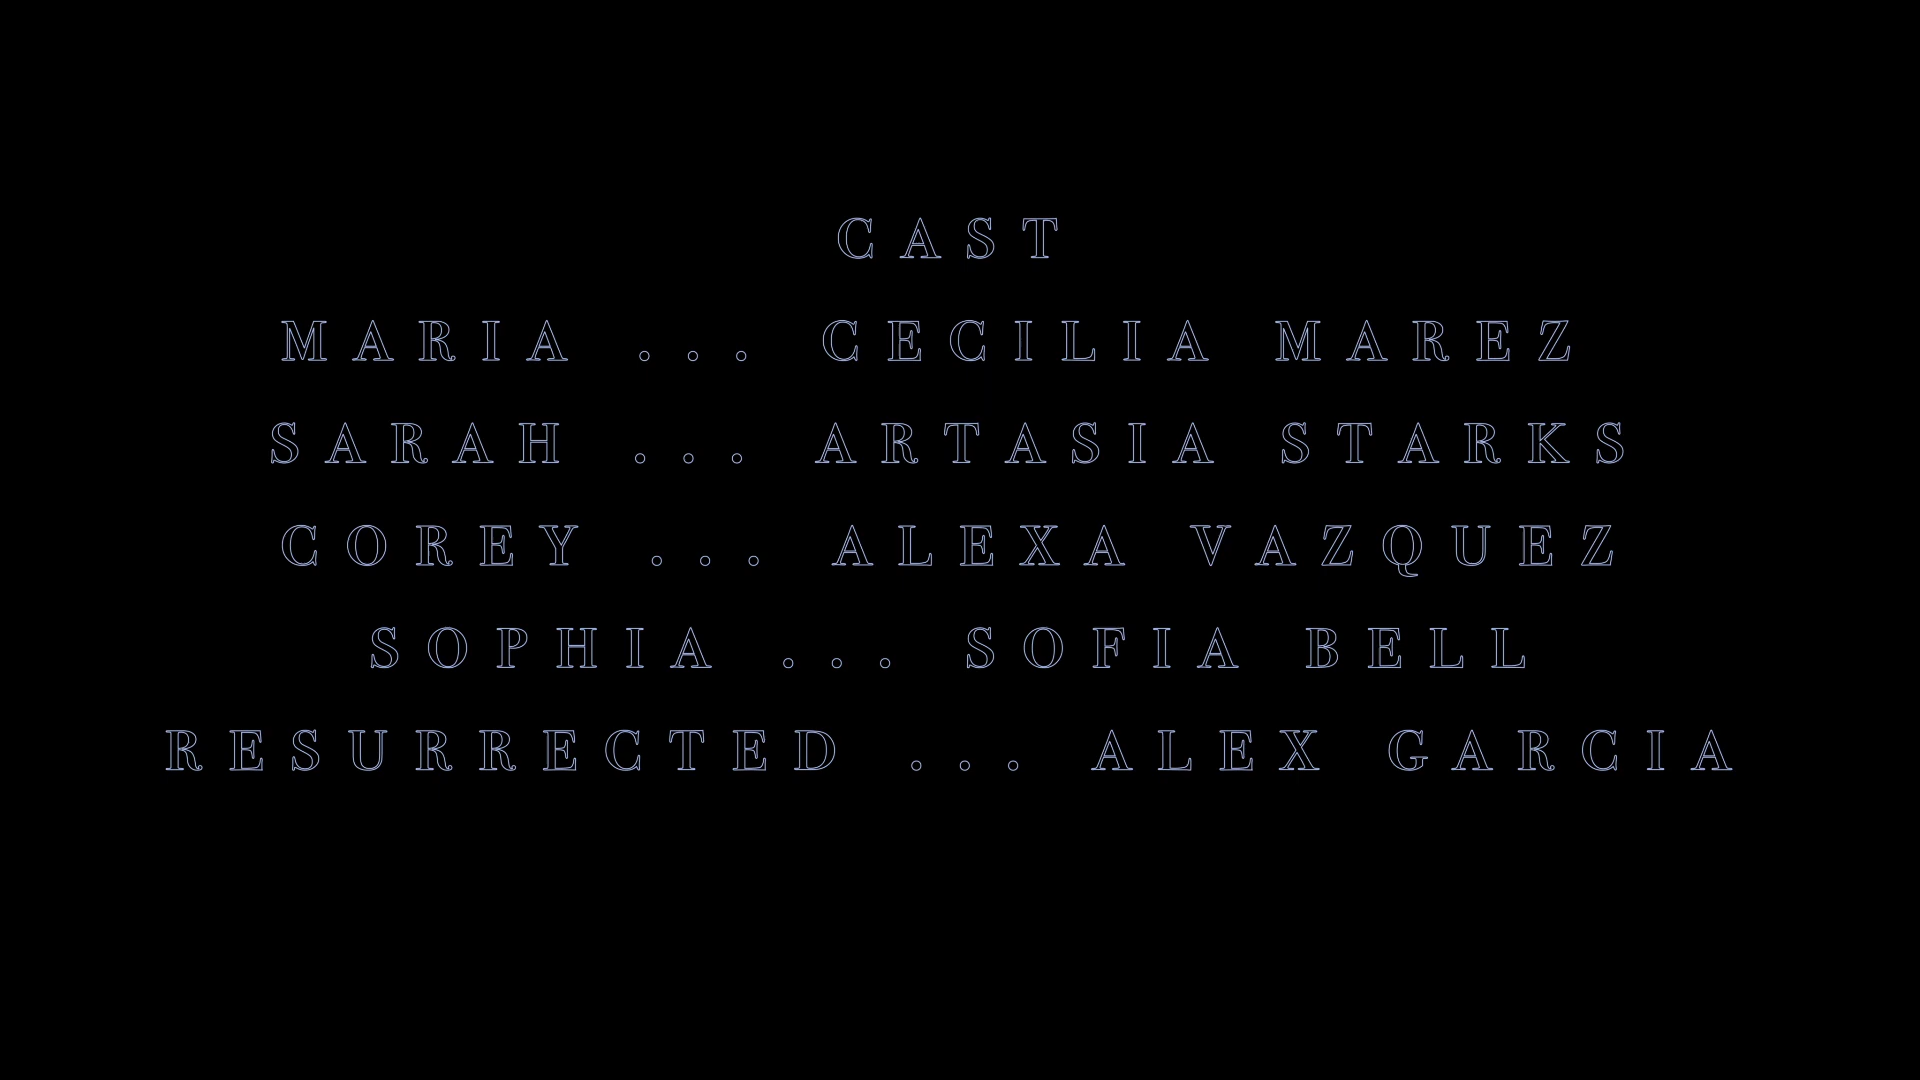 CAST
MARIA ... CECILIA MAREZ
SARAH ... ARTASIA STARKS
COREY ... ALEXA VAZQUEZ
SOPHIA ... SOFIA BELL
RESURRECTED ... ALEX GARCIA